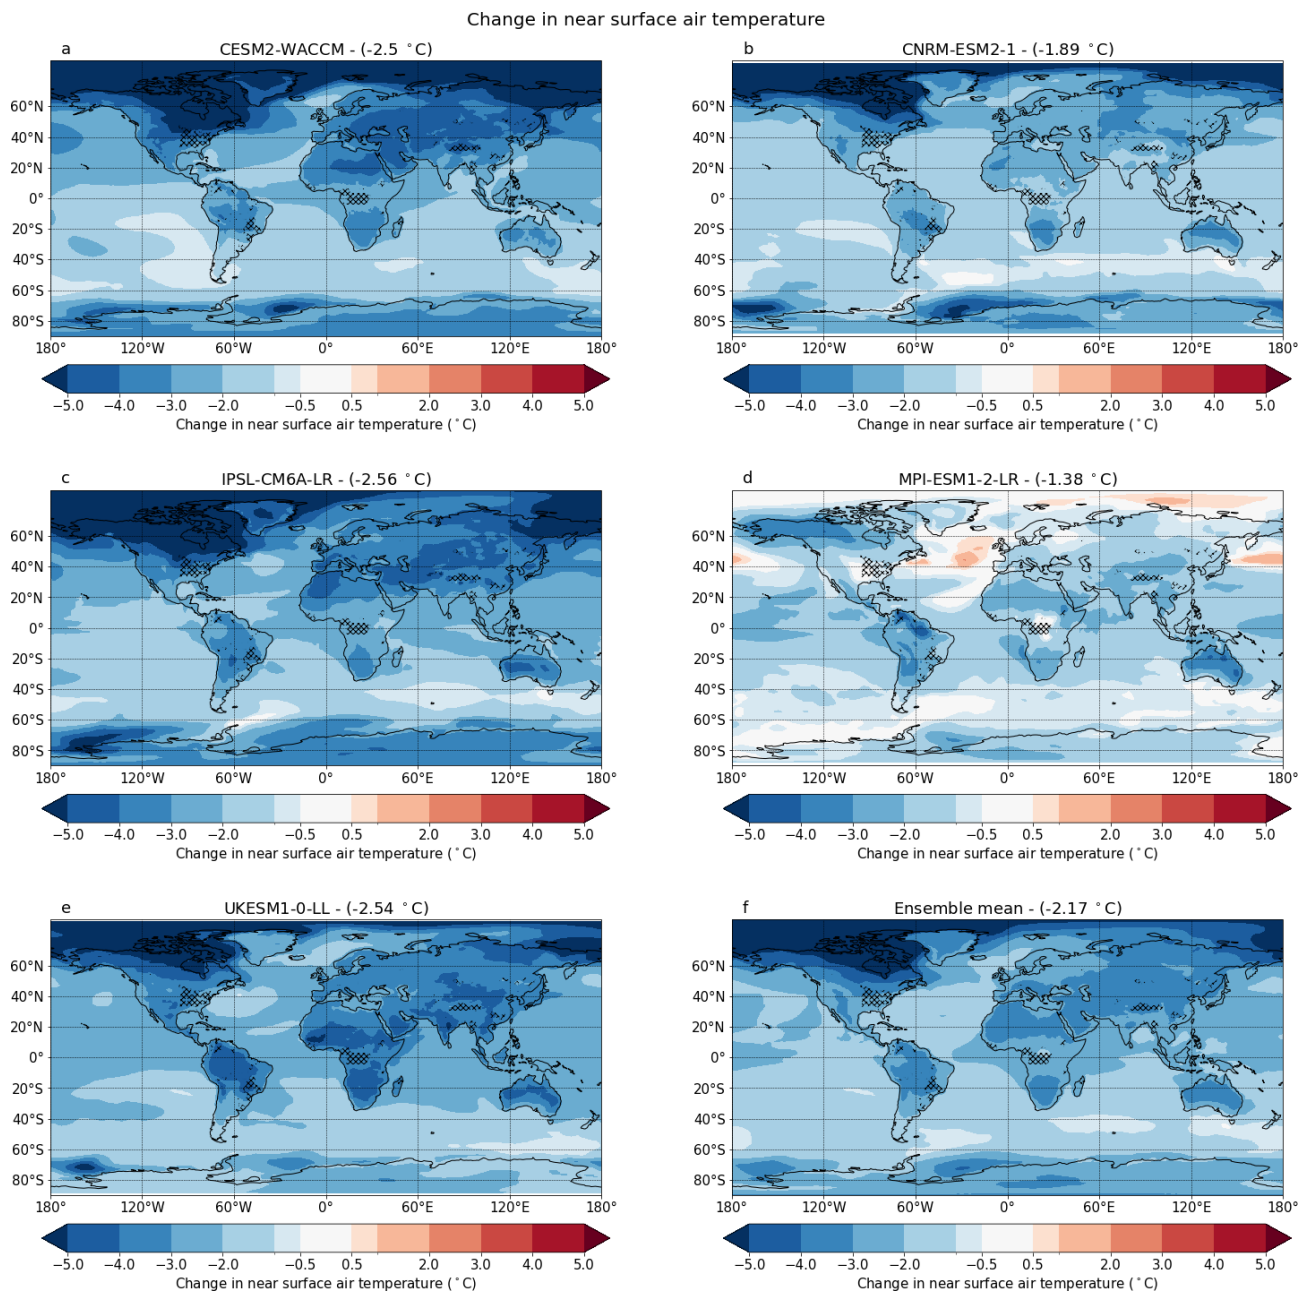 Change in near surface air temperature
a
CESM2-WACCM - (-2.5 °C)
60°N
40°N
20°N
0°
20°S
40°S
60°S
80°S
180°
120°W
60°W
0°
60°E
120°E
180°
−5.0 −4.0 −3.0 −2.0 −0.5 0.5 2.0 3.0 4.0 5.0
Change in near surface air temperature (°C)
b
CNRM-ESM2-1 - (-1.89 °C)
60°N
40°N
20°N
0°
20°S
40°S
60°S
80°S
180°
120°W
60°W
0°
60°E
120°E
180°
−5.0 −4.0 −3.0 −2.0 −0.5 0.5 2.0 3.0 4.0 5.0
Change in near surface air temperature (°C)
c
IPSL-CM6A-LR - (-2.56 °C)
60°N
40°N
20°N
0°
20°S
40°S
60°S
80°S
180°
120°W
60°W
0°
60°E
120°E
180°
−5.0 −4.0 −3.0 −2.0 −0.5 0.5 2.0 3.0 4.0 5.0
Change in near surface air temperature (°C)
d
MPI-ESM1-2-LR - (-1.38 °C)
60°N
40°N
20°N
0°
20°S
40°S
60°S
80°S
180°
120°W
60°W
0°
60°E
120°E
180°
−5.0 −4.0 −3.0 −2.0 −0.5 0.5 2.0 3.0 4.0 5.0
Change in near surface air temperature (°C)
e
UKESM1-0-LL - (-2.54 °C)
60°N
40°N
20°N
0°
20°S
40°S
60°S
80°S
180°
120°W
60°W
0°
60°E
120°E
180°
−5.0 −4.0 −3.0 −2.0 −0.5 0.5 2.0 3.0 4.0 5.0
Change in near surface air temperature (°C)
f
Ensemble mean - (-2.17 °C)
60°N
40°N
20°N
0°
20°S
40°S
60°S
80°S
180°
120°W
60°W
0°
60°E
120°E
180°
−5.0 −4.0 −3.0 −2.0 −0.5 0.5 2.0 3.0 4.0 5.0
Change in near surface air temperature (°C)